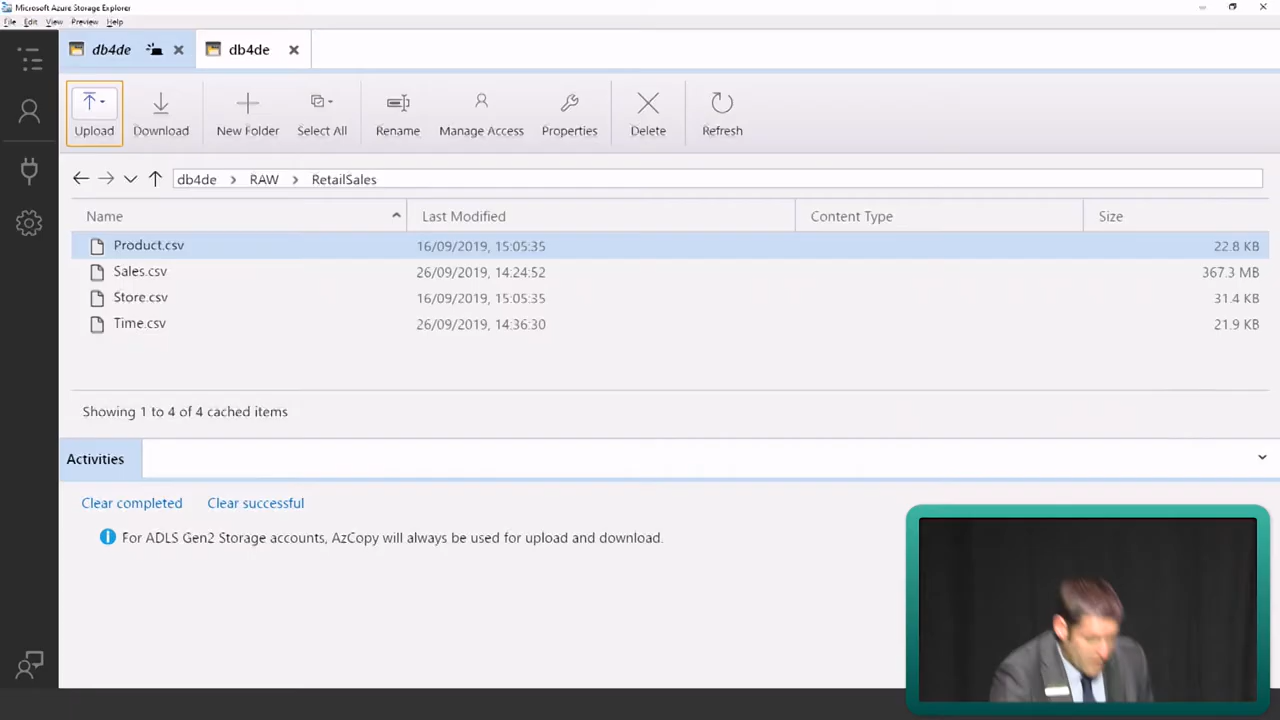 Microsoft Azure Storage Explorer
File Edit View Preview Help
db4de db4de
Upload Download New Folder Select All Rename Manage Access Properties Delete Refresh
db4de RAW RetailSales
Name Last Modified Content Type Size
Product.csv 16/09/2019, 15:05:35 22.8 KB
Sales.csv 26/09/2019, 14:24:52 367.3 MB
Store.csv 16/09/2019, 15:05:35 31.4 KB
Time.csv 26/09/2019, 14:36:30 21.9 KB
Showing 1 to 4 of 4 cached items
Activities
Clear completed Clear successful
For ADLS Gen2 Storage accounts, AzCopy will always be used for upload and download.